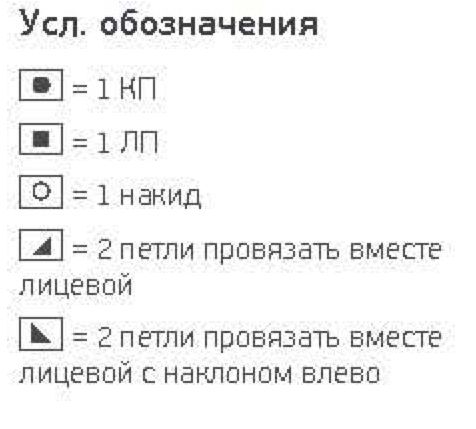 Усл. обозначения
= 1 КП
= 1 ЛП
= 1 накид
= 2 петли провязать вместе
лицевой
= 2 петли провязать вместе
лицевой с наклоном влево